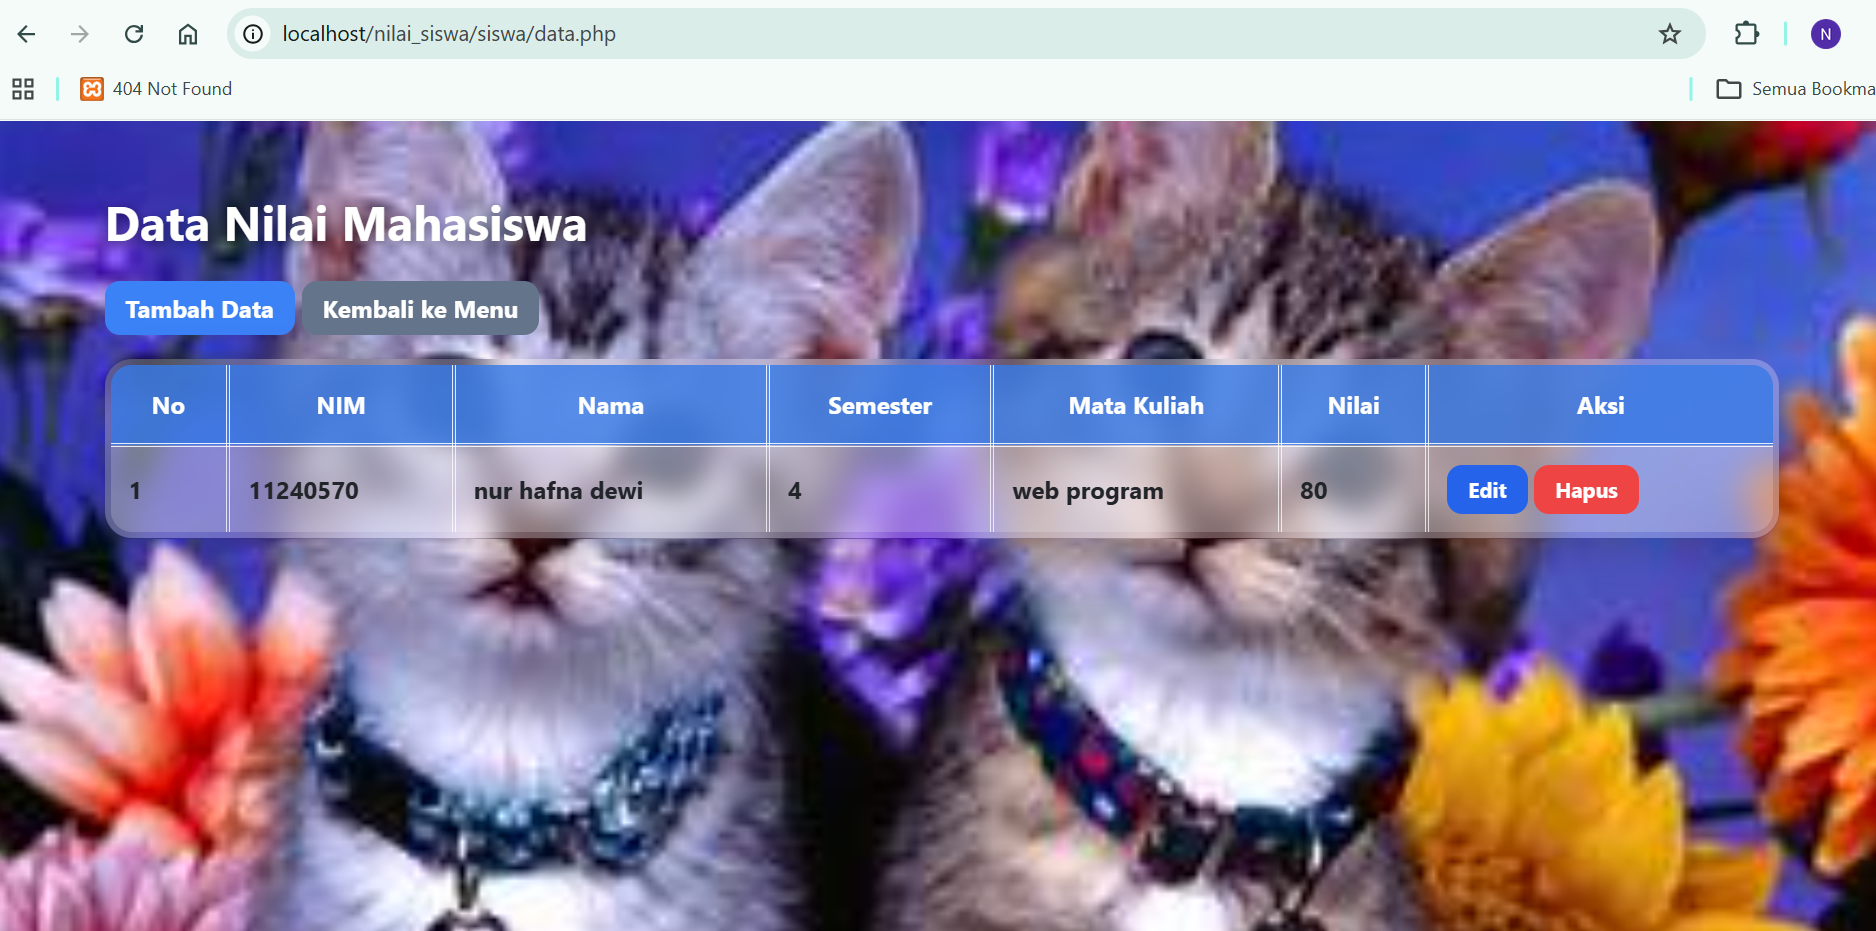 localhost/nilai_siswa/siswa/data.php
N
404 Not Found
Semua Bookma
Data Nilai Mahasiswa
Tambah Data Kembali ke Menu
No NIM Nama Semester Mata Kuliah Nilai Aksi
1 11240570 nur hafna dewi 4 web program 80 Edit Hapus